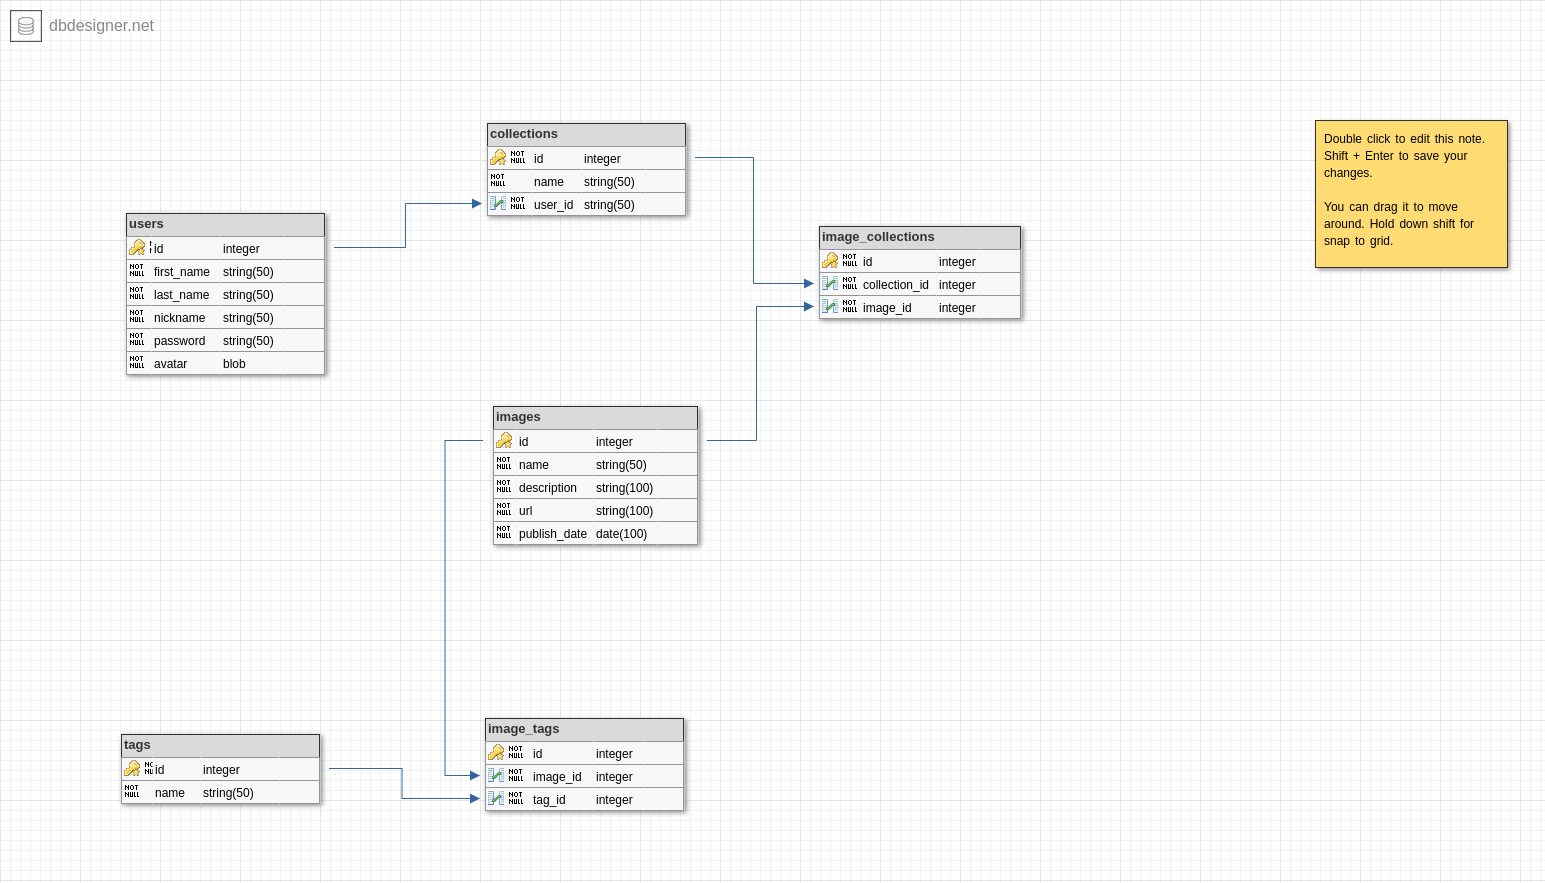 dbdesigner.net
collections
NOT NULL id integer
NOT NULL name string(50)
NOT NULL user_id string(50)
users
id integer
NOT NULL first_name string(50)
NOT NULL last_name string(50)
NOT NULL nickname string(50)
NOT NULL password string(50)
NOT NULL avatar blob
image_collections
NOT NULL id integer
NOT NULL collection_id integer
NOT NULL image_id integer
Double click to edit this note.
Shift + Enter to save your
changes.
You can drag it to move
around. Hold down shift for
snap to grid.
images
id integer
NOT NULL name string(50)
NOT NULL description string(100)
NOT NULL url string(100)
NOT NULL publish_date date(100)
tags
id integer
NOT NULL name string(50)
image_tags
NOT NULL id integer
NOT NULL image_id integer
NOT NULL tag_id integer